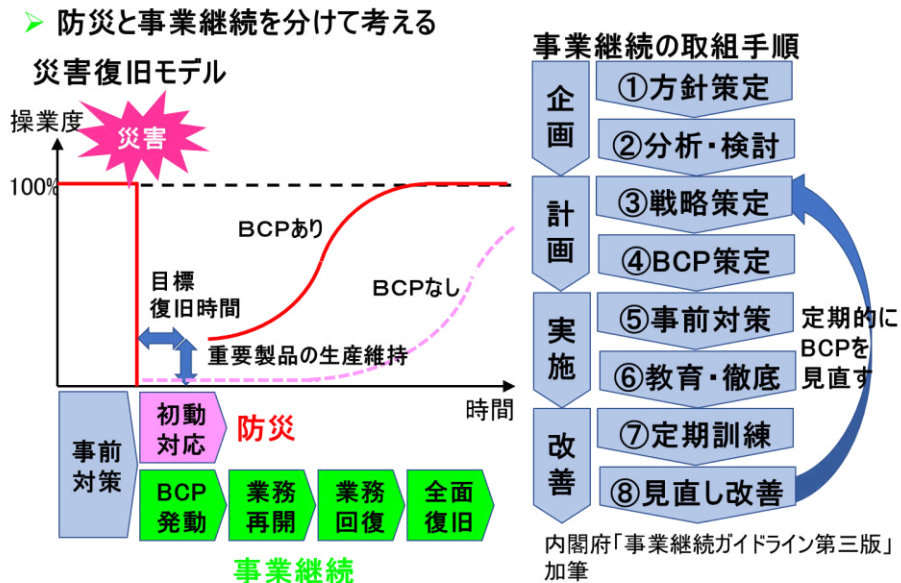 ➢ 防災と事業継続を分けて考える
災害復旧モデル
操業度
災害
100%
BCPあり
BCPなし
目標
復旧時間
重要製品の生産維持
時間
事前
対策
初動
対応
防災
BCP
発動
業務
再開
業務
回復
全面
復旧
事業継続
事業継続の取組手順
企画
①方針策定
②分析・検討
計画
③戦略策定
④BCP策定
実施
⑤事前対策
⑥教育・徹底
改善
⑦定期訓練
⑧見直し改善
定期的に
BCPを
見直す
内閣府「事業継続ガイドライン第三版」
加筆